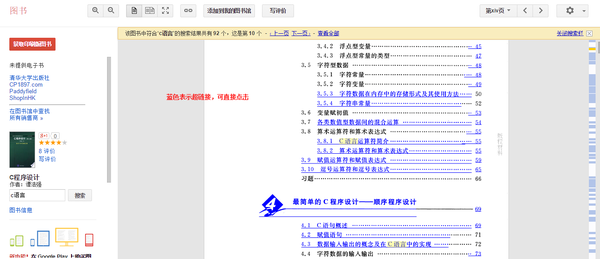 图书
添加到我的图书馆
写评价
第xiv页
获取印刷版图书
该图书中符合“c语言”的搜索结果共有 92 个，这是第 10 个 - ‹上一页 下一页› - 查看全部
关闭搜索栏
未提供电子书
清华大学出版社
CP1897.com
Paddyfield
ShopInHK
在图书馆中查找
所有销售商 »
0
8 评价
写评价
C程序设计
作者：谭浩强
c语言
搜索
图书信息
在 Google Play 上购买图
蓝色表示超链接，可直接点击
3.4.2 浮点型变量 45
3.4.3 浮点型常量的类型 47
3.5 字符型数据 48
3.5.1 字符常量 48
3.5.2 字符变量 49
3.5.3 字符数据在内存中的存储形式及其使用方法 50
3.5.4 字符串常量 52
3.6 变量赋初值 53
3.7 各类数值型数据间的混合运算 54
3.8 算术运算符和算术表达式 55
3.8.1 C语言运算符简介 55
3.8.2 算术运算符和算术表达式 55
3.9 赋值运算符和赋值表达式 59
3.10 逗号运算符和逗号表达式 65
习题 66
4 最简单的 C 程序设计——顺序程序设计 69
4.1 C语句概述 69
4.2 赋值语句 71
4.3 数据输入输出的概念及在 C语言中的实现 72
4.4 字符数据的输入输出 73